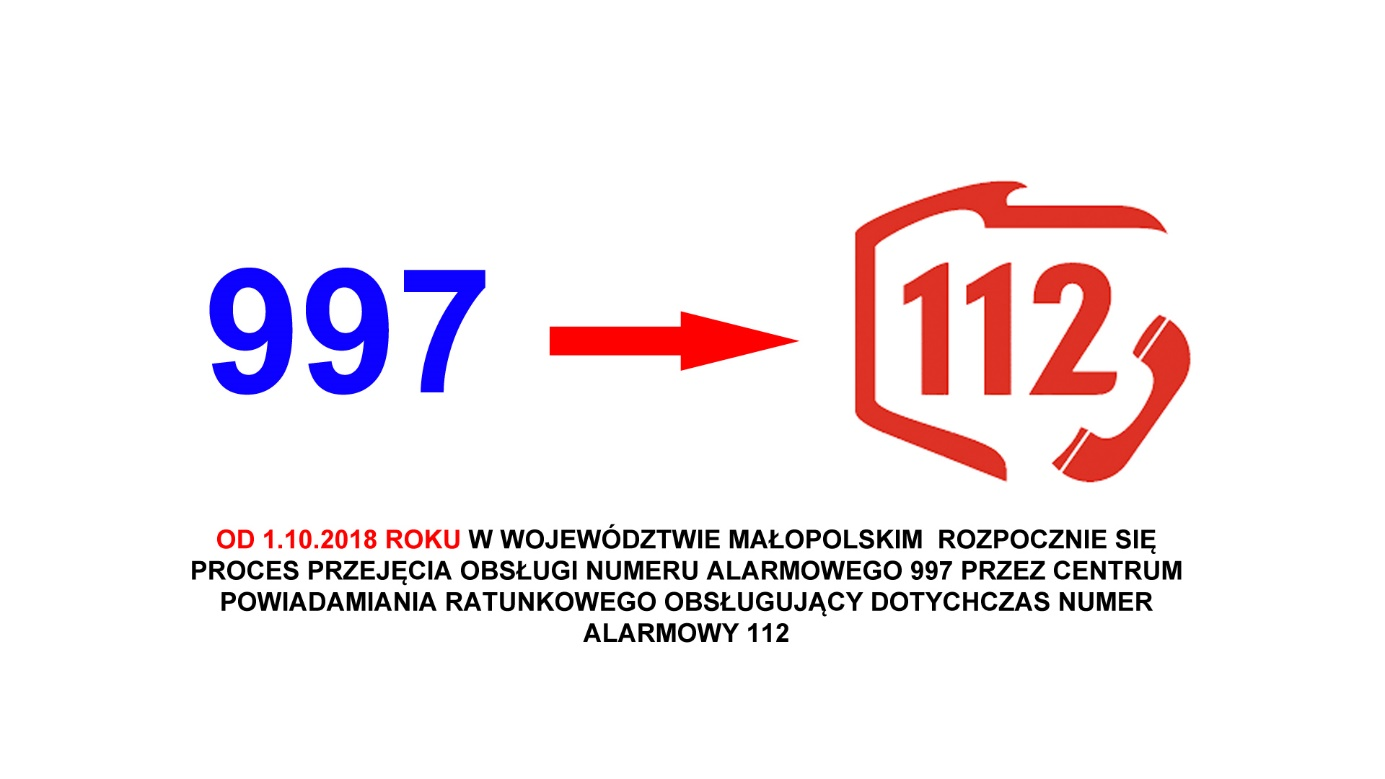 997
112
OD 1.10.2018 ROKU W WOJEWÓDZTWIE MAŁOPOLSKIM ROZPOCZNIE SIĘ
PROCES PRZEJĘCIA OBSŁUGI NUMERU ALARMOWEGO 997 PRZEZ CENTRUM
POWIADAMIANIA RATUNKOWEGO OBSŁUGUJĄCY DOTYCHCZAS NUMER
ALARMOWY 112